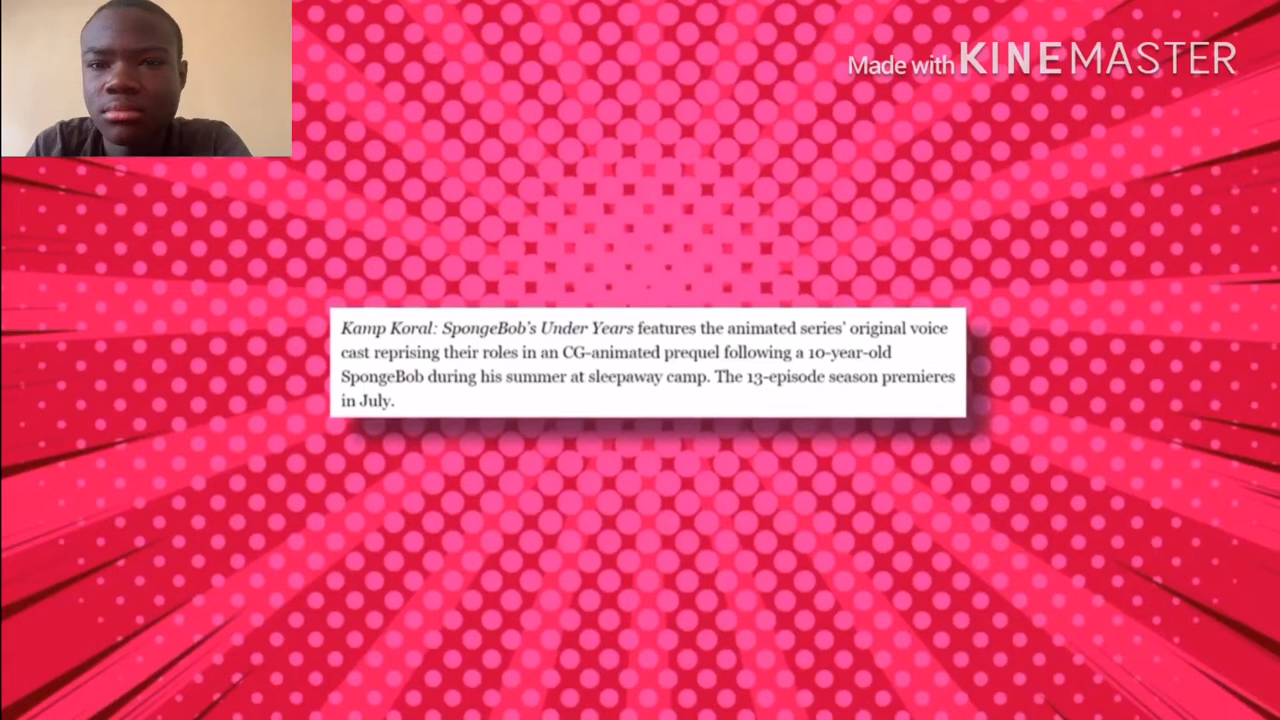 Made with KINEMASTER
Kamp Koral: SpongeBob's Under Years features the animated series' original voice
cast reprising their roles in an CG-animated prequel following a 10-year-old
SpongeBob during his summer at sleepaway camp. The 13-episode season premieres
in July.